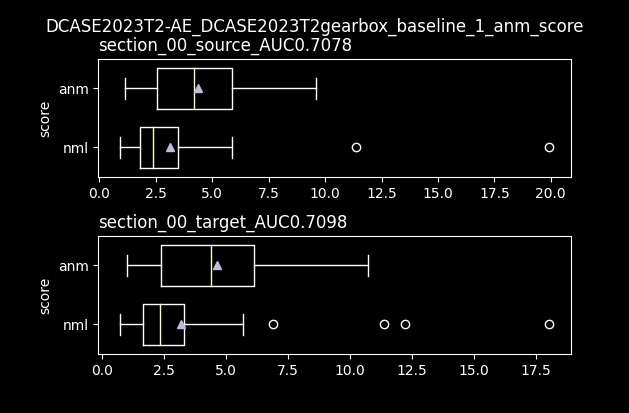 DCASE2023T2-AE_DCASE2023T2gearbox_baseline_1_anm_score
section_00_source_AUC0.7078
anm
nml
score
0.0 2.5 5.0 7.5 10.0 12.5 15.0 17.5 20.0
section_00_target_AUC0.7098
anm
nml
score
0.0 2.5 5.0 7.5 10.0 12.5 15.0 17.5